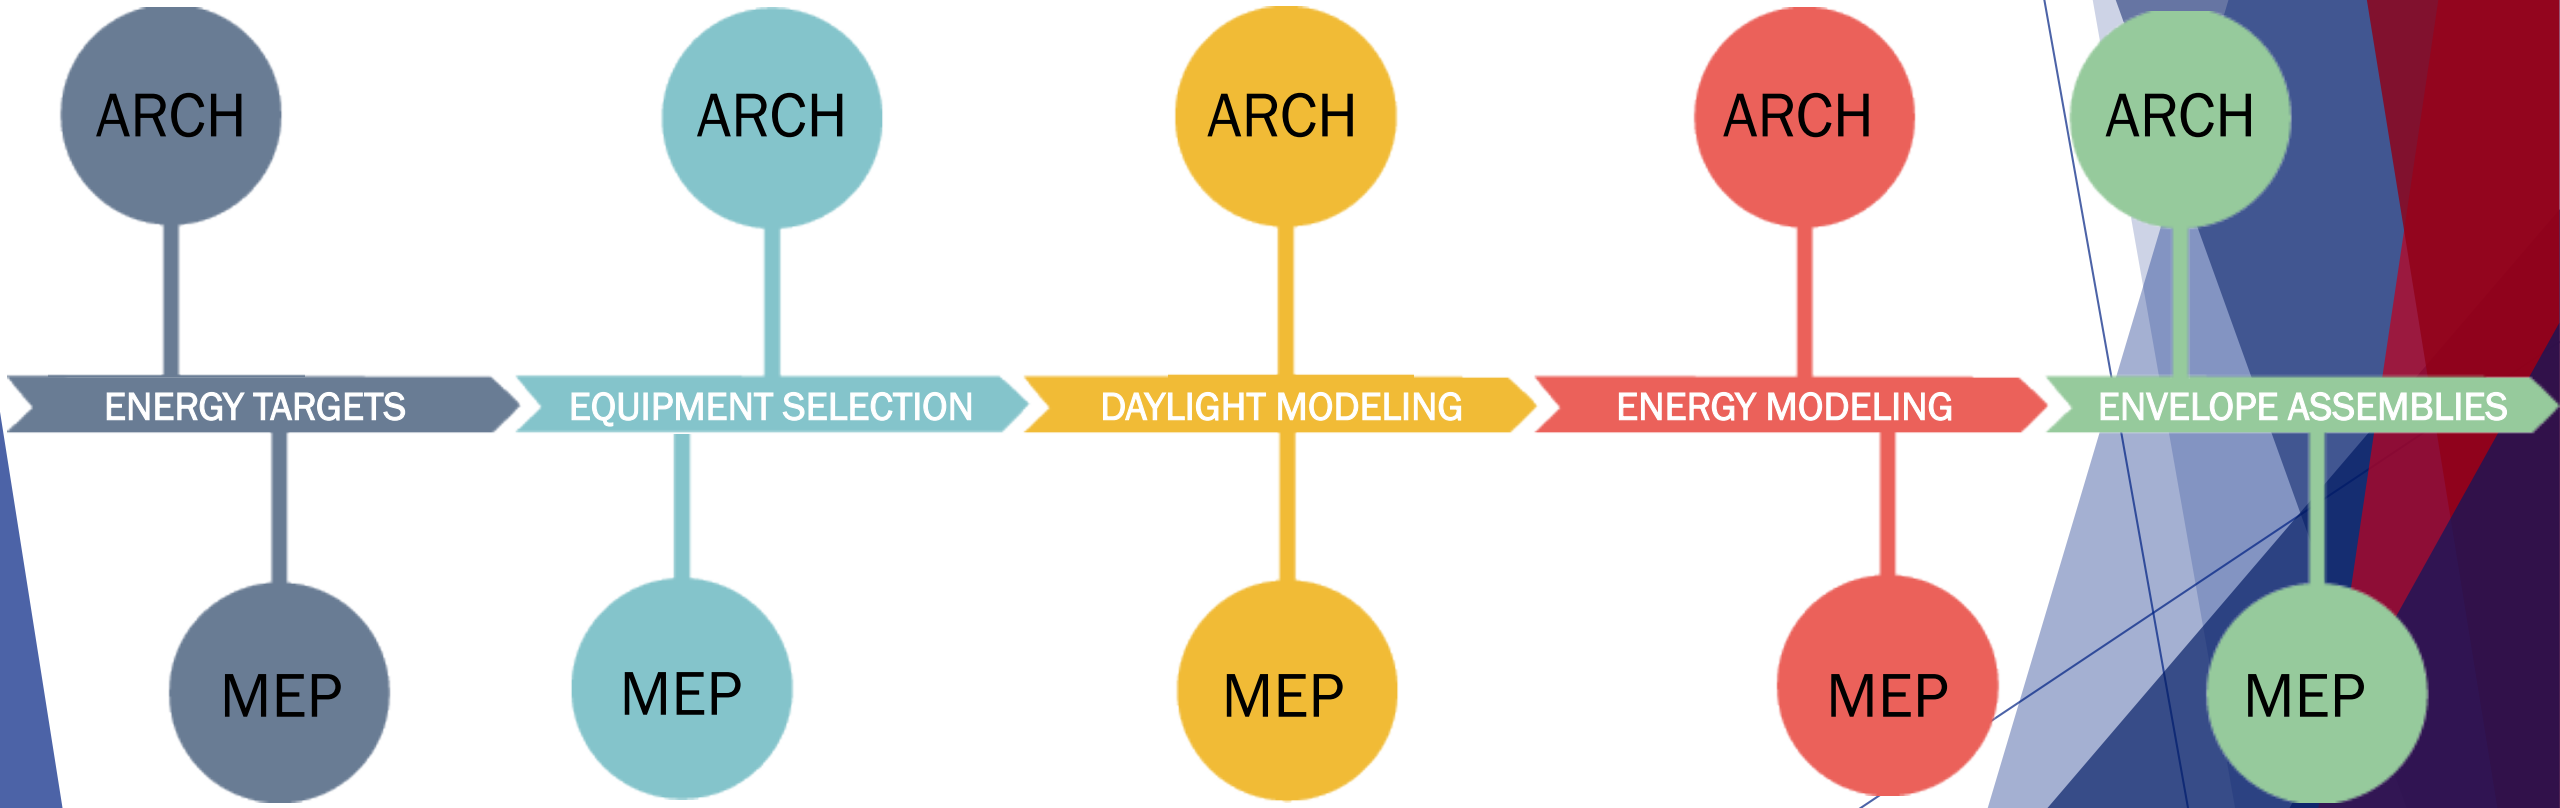 ARCH
ARCH
ARCH
ARCH
ARCH
ENERGY TARGETS
EQUIPMENT SELECTION
DAYLIGHT MODELING
ENERGY MODELING
ENVELOPE ASSEMBLIES
MEP
MEP
MEP
MEP
MEP